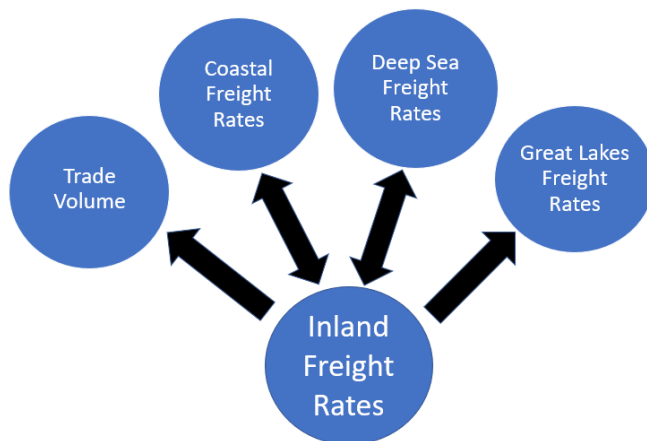 Trade
Volume
Coastal
Freight
Rates
Deep Sea
Freight
Rates
Great Lakes
Freight
Rates
Inland
Freight
Rates